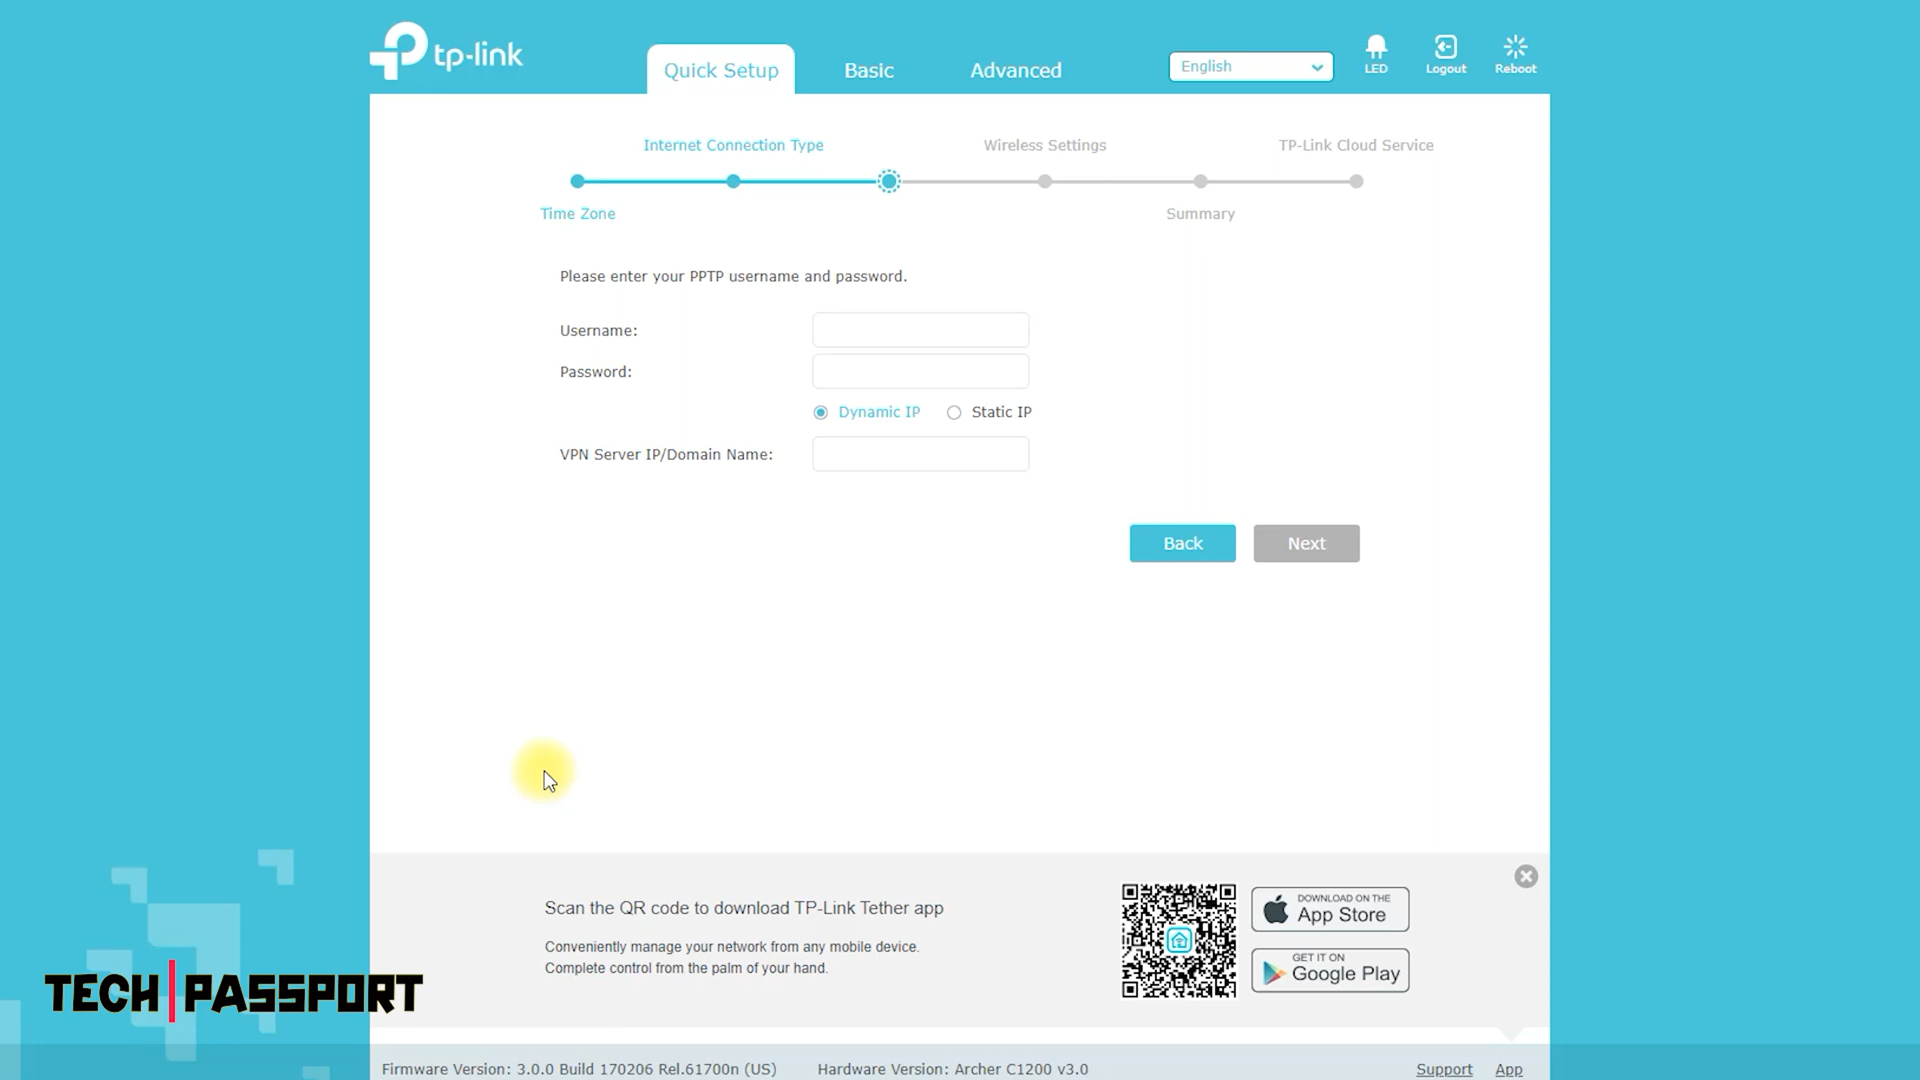 tp-link
Quick Setup
Basic
Advanced
English
LED
Logout
Reboot
Internet Connection Type
Wireless Settings
TP-Link Cloud Service
Time Zone
Summary
Please enter your PPTP username and password.
Username:
Password:
Dynamic IP
Static IP
VPN Server IP/Domain Name:
Back
Next
Scan the QR code to download TP-Link Tether app
Conveniently manage your network from any mobile device.
Complete control from the palm of your hand.
DOWNLOAD ON THE
App Store
GET IT ON
Google Play
TECH PASSPORT
Firmware Version: 3.0.0 Build 170206 Rel.61700n (US)
Hardware Version: Archer C1200 v3.0
Support
App